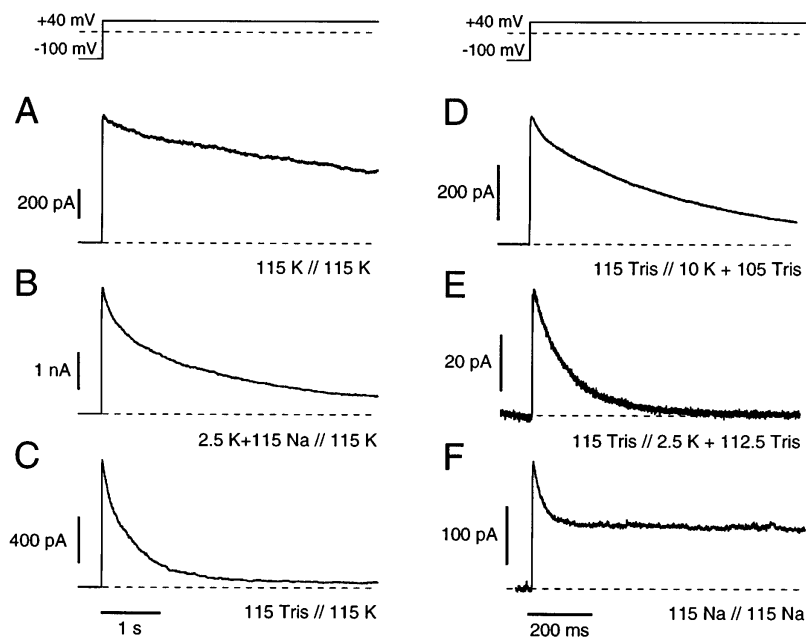 +40 mV
-100 mV
A
200 pA
115 K // 115 K
B
1 nA
2.5 K+115 Na // 115 K
C
400 pA
115 Tris // 115 K
1 s
+40 mV
-100 mV
D
200 pA
115 Tris // 10 K + 105 Tris
E
20 pA
115 Tris // 2.5 K + 112.5 Tris
F
100 pA
115 Na // 115 Na
200 ms